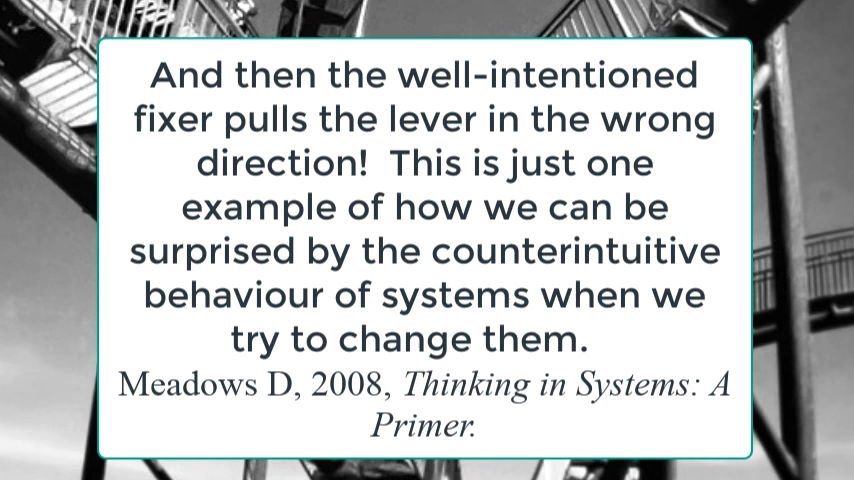 And then the well-intentioned
fixer pulls the lever in the wrong
direction!  This is just one
example of how we can be
surprised by the counterintuitive
behaviour of systems when we
try to change them.
Meadows D, 2008, Thinking in Systems: A
Primer.